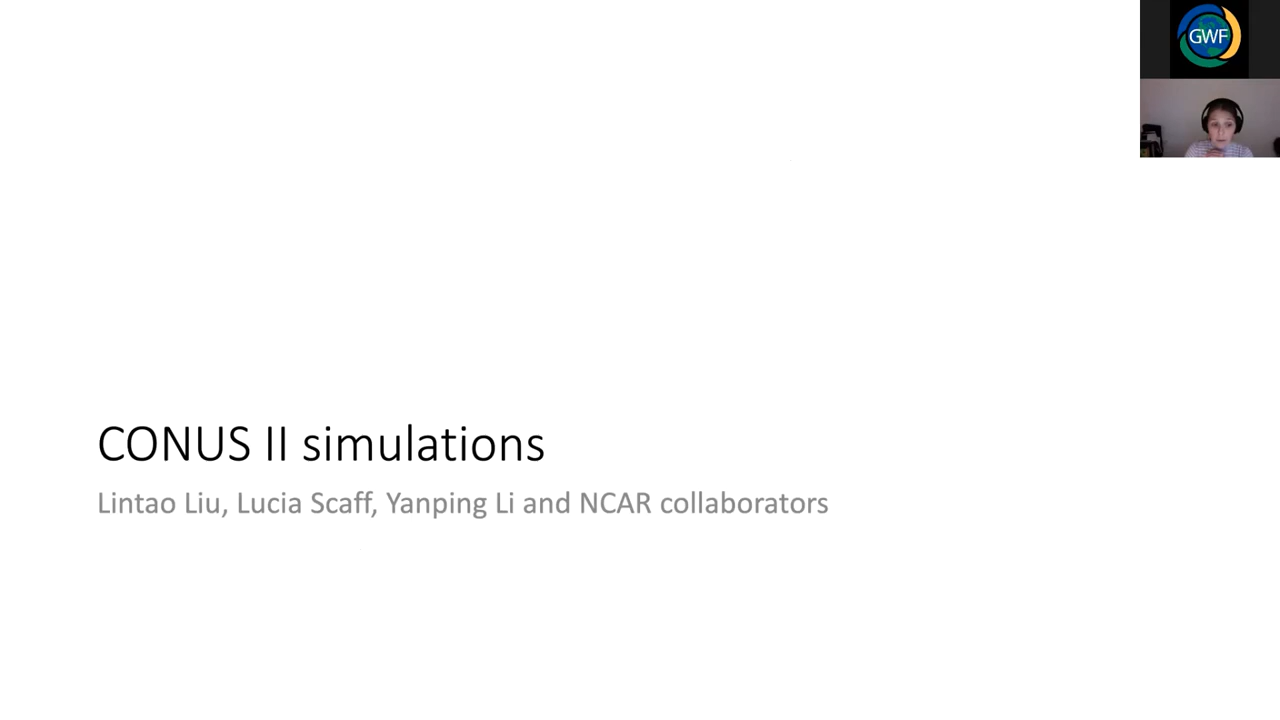 GWF
CONUS II simulations
Lintao Liu, Lucia Scaff, Yanping Li and NCAR collaborators